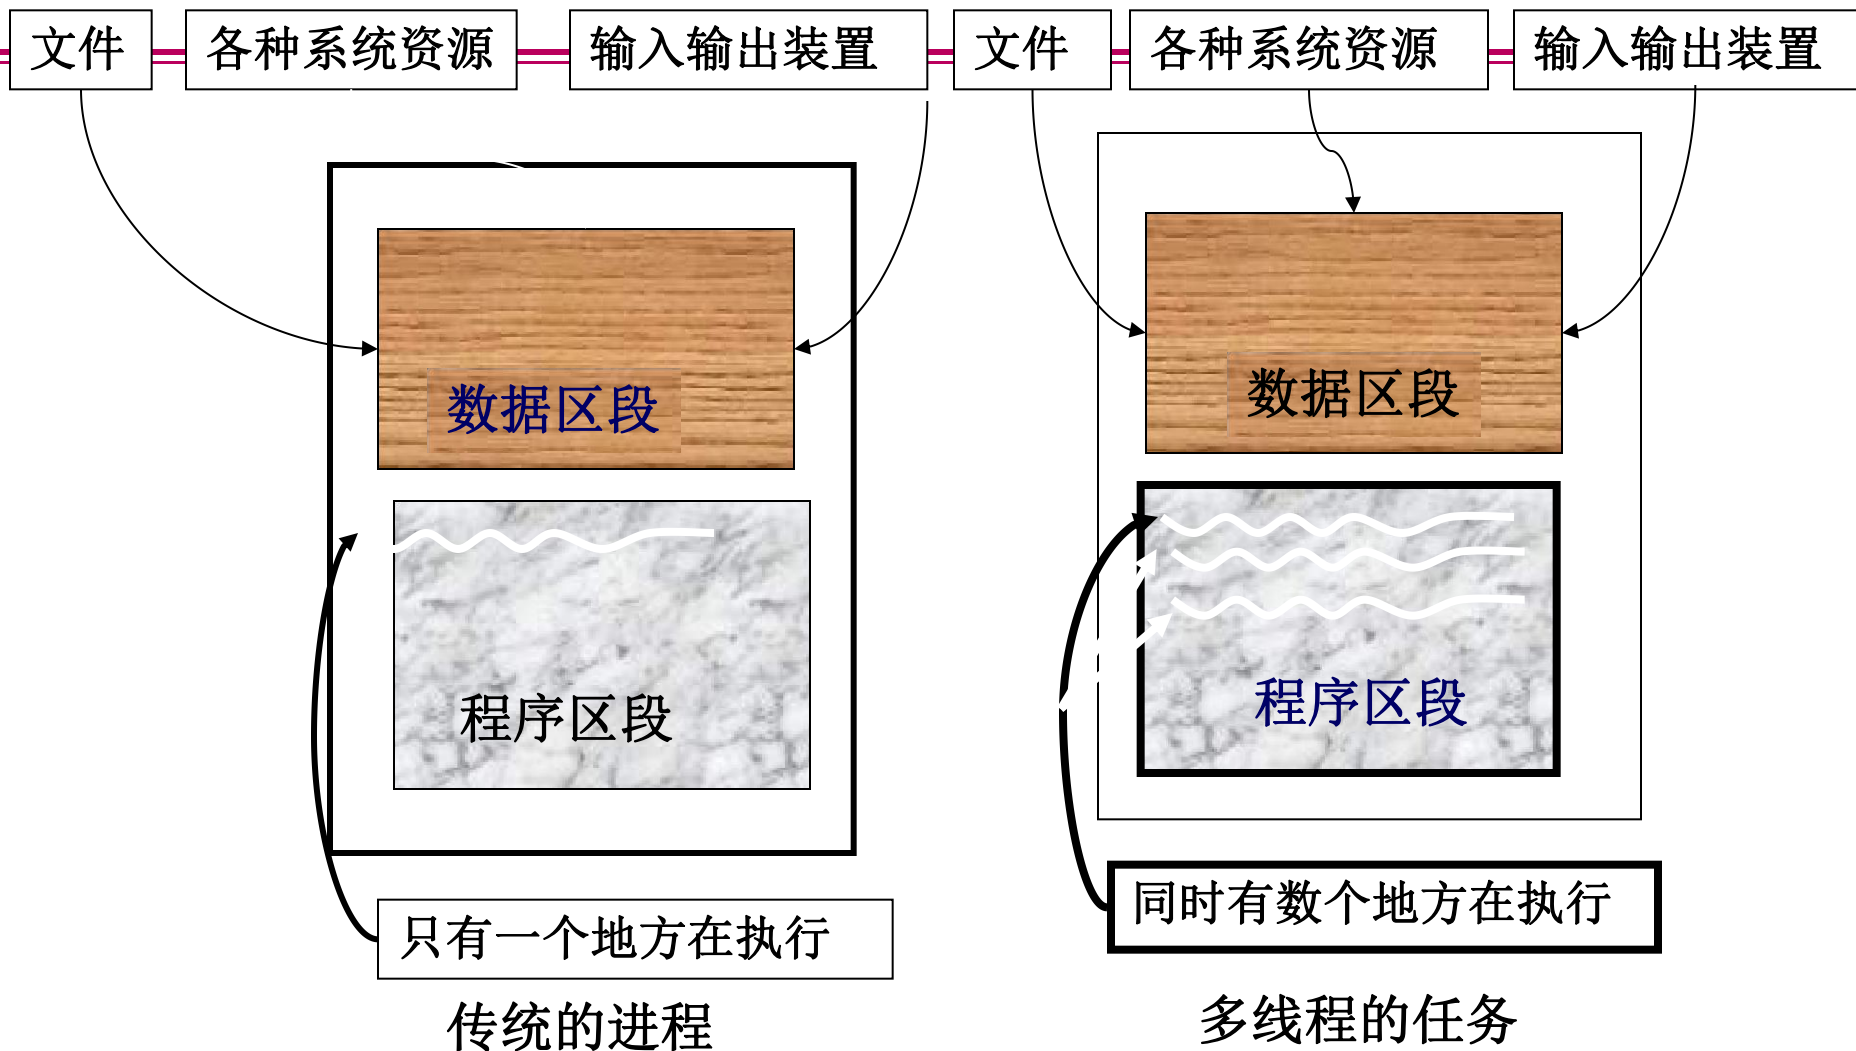 文件
各种系统资源
输入输出装置
文件
各种系统资源
输入输出装置
数据区段
程序区段
只有一个地方在执行
传统的进程
数据区段
程序区段
同时有数个地方在执行
多线程的任务